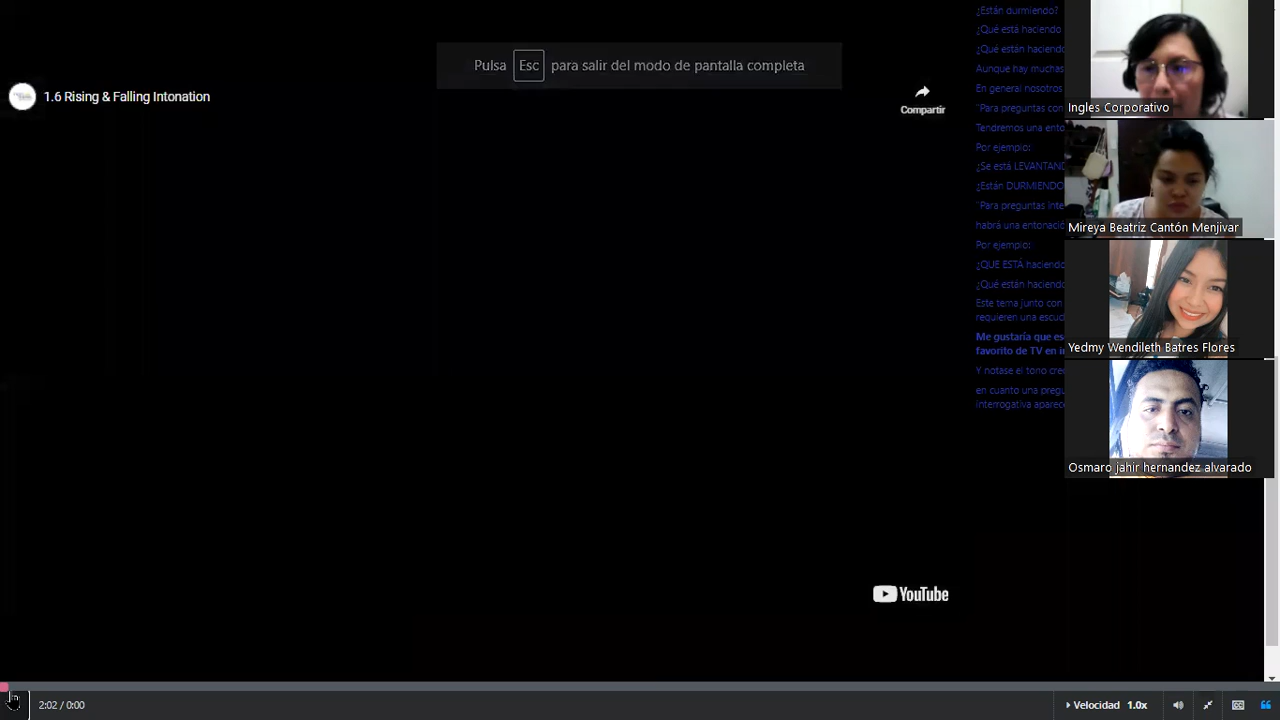 ¿Están durmiendo?
¿Qué está haciendo
¿Qué están haciendo
Aunque hay muchas
En general nosotros
"Para preguntas con
Tendremos una ento
Por ejemplo:
¿Se está LEVANTAND
¿Están DURMIENDO
"Para preguntas inte
habrá una entonació
Por ejemplo:
¿QUE ESTÁ haciendo
¿Qué están haciendo
Este tema junto con
requieren una escuc
Me gustaría que es
favorito de TV en in
Y notase el tono cre
en cuanto una pregu
interrogativa aparec
Pulsa Esc para salir del modo de pantalla completa
1.6 Rising & Falling Intonation
Compartir
YouTube
Ingles Corporativo
Mireya Beatriz Cantón Menjivar
Yedmy Wendileth Batres Flores
Osmaro jahir hernandez alvarado
2:02 / 0:00
Velocidad 1.0x